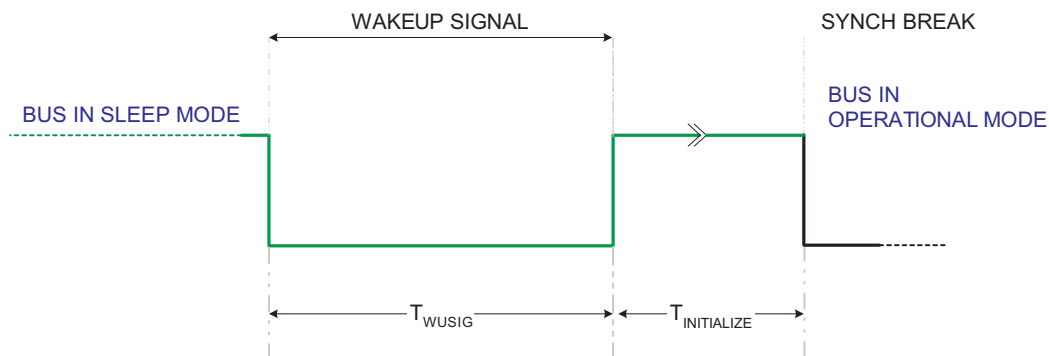 WAKEUP SIGNAL
SYNCH BREAK
BUS IN SLEEP MODE
BUS IN
OPERATIONAL MODE
TWUSIG
TINITIALIZE